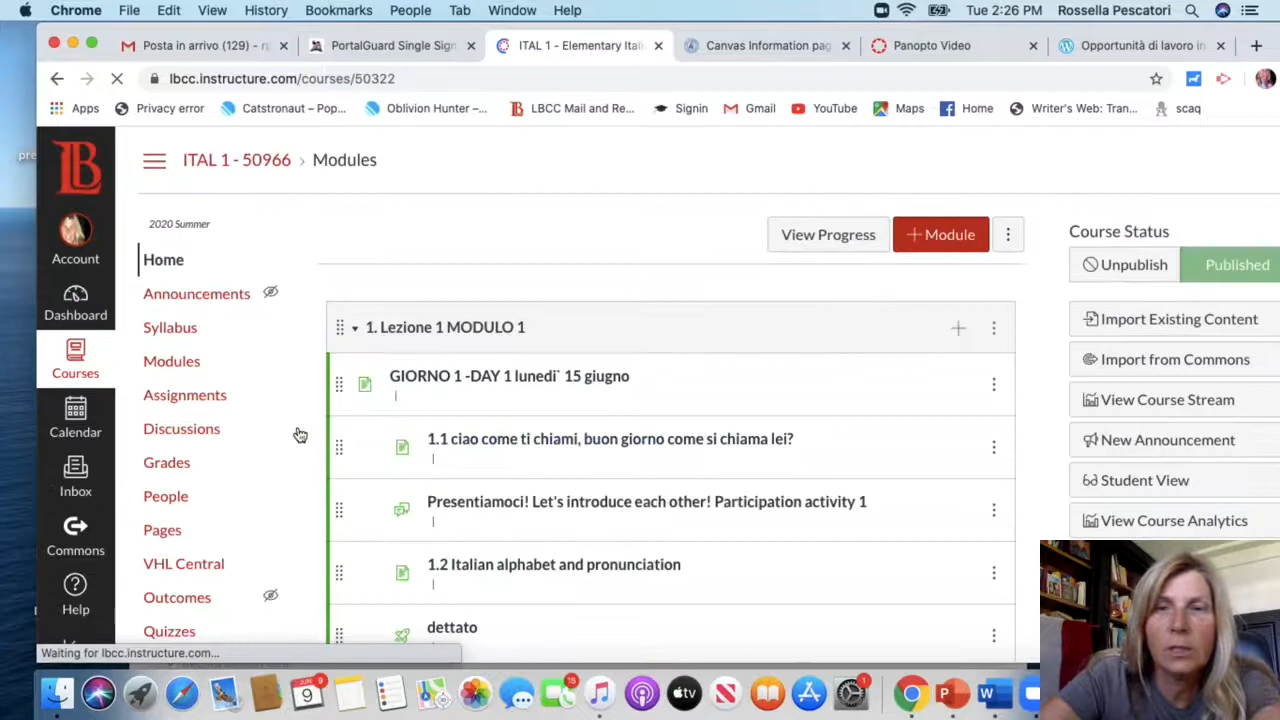 Chrome File Edit View History Bookmarks People Tab Window Help Tue 2:26 PM Rossella Pescatori
Posta in arrivo (129) - PortalGuard Single Sig ITAL 1 - Elementary Ital Canvas Information pag Panopto Video Opportunità di lavoro in
lbcc.instructure.com/courses/50322
Apps Privacy error Catstronaut – Pop... Oblivion Hunter –... LBCC Mail and Re... Signin Gmail YouTube Maps Home Writer's Web: Tran... scaq
LB
ITAL 1 - 50966 › Modules
2020 Summer
View Progress
+ Module
Course Status
Unpublish
Published
Account
Dashboard
Courses
Calendar
Inbox
Commons
Help
Home
Announcements
Syllabus
Modules
Assignments
Discussions
Grades
People
Pages
VHL Central
Outcomes
Quizzes
1. Lezione 1 MODULO 1
GIORNO 1 -DAY 1 lunedi` 15 giugno
1.1 ciao come ti chiami, buon giorno come si chiama lei?
Presentiamoci! Let's introduce each other! Participation activity 1
1.2 Italian alphabet and pronunciation
dettato
Import Existing Content
Import from Commons
View Course Stream
New Announcement
Student View
View Course Analytics
Waiting for lbcc.instructure.com...
9
18
1